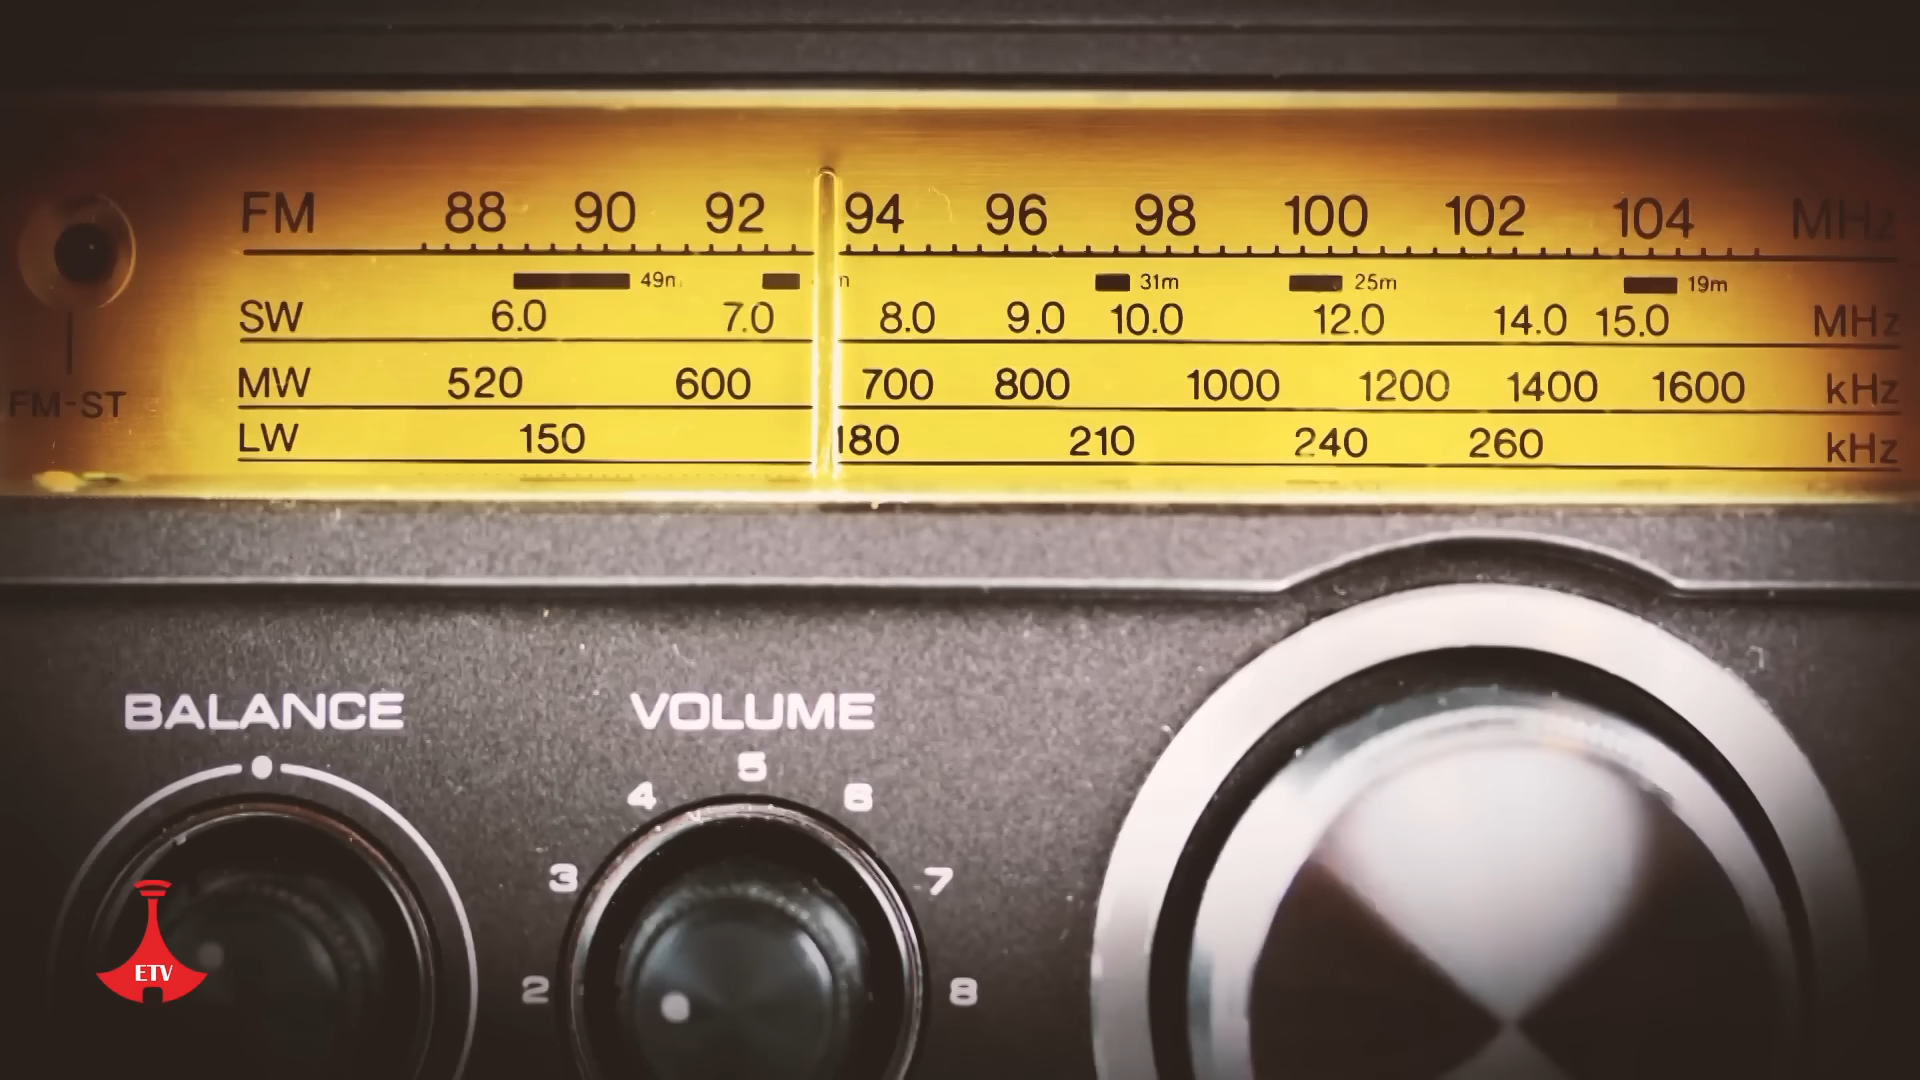 FM 88 90 92 94 96 98 100 102 104 MHz
49m 31m 25m 19m
SW 6.0 7.0 8.0 9.0 10.0 12.0 14.0 15.0 MHz
MW 520 600 700 800 1000 1200 1400 1600 kHz
FM-ST
LW 150 180 210 240 260 kHz
BALANCE VOLUME
2 3 4 5 6 7 8
ETV